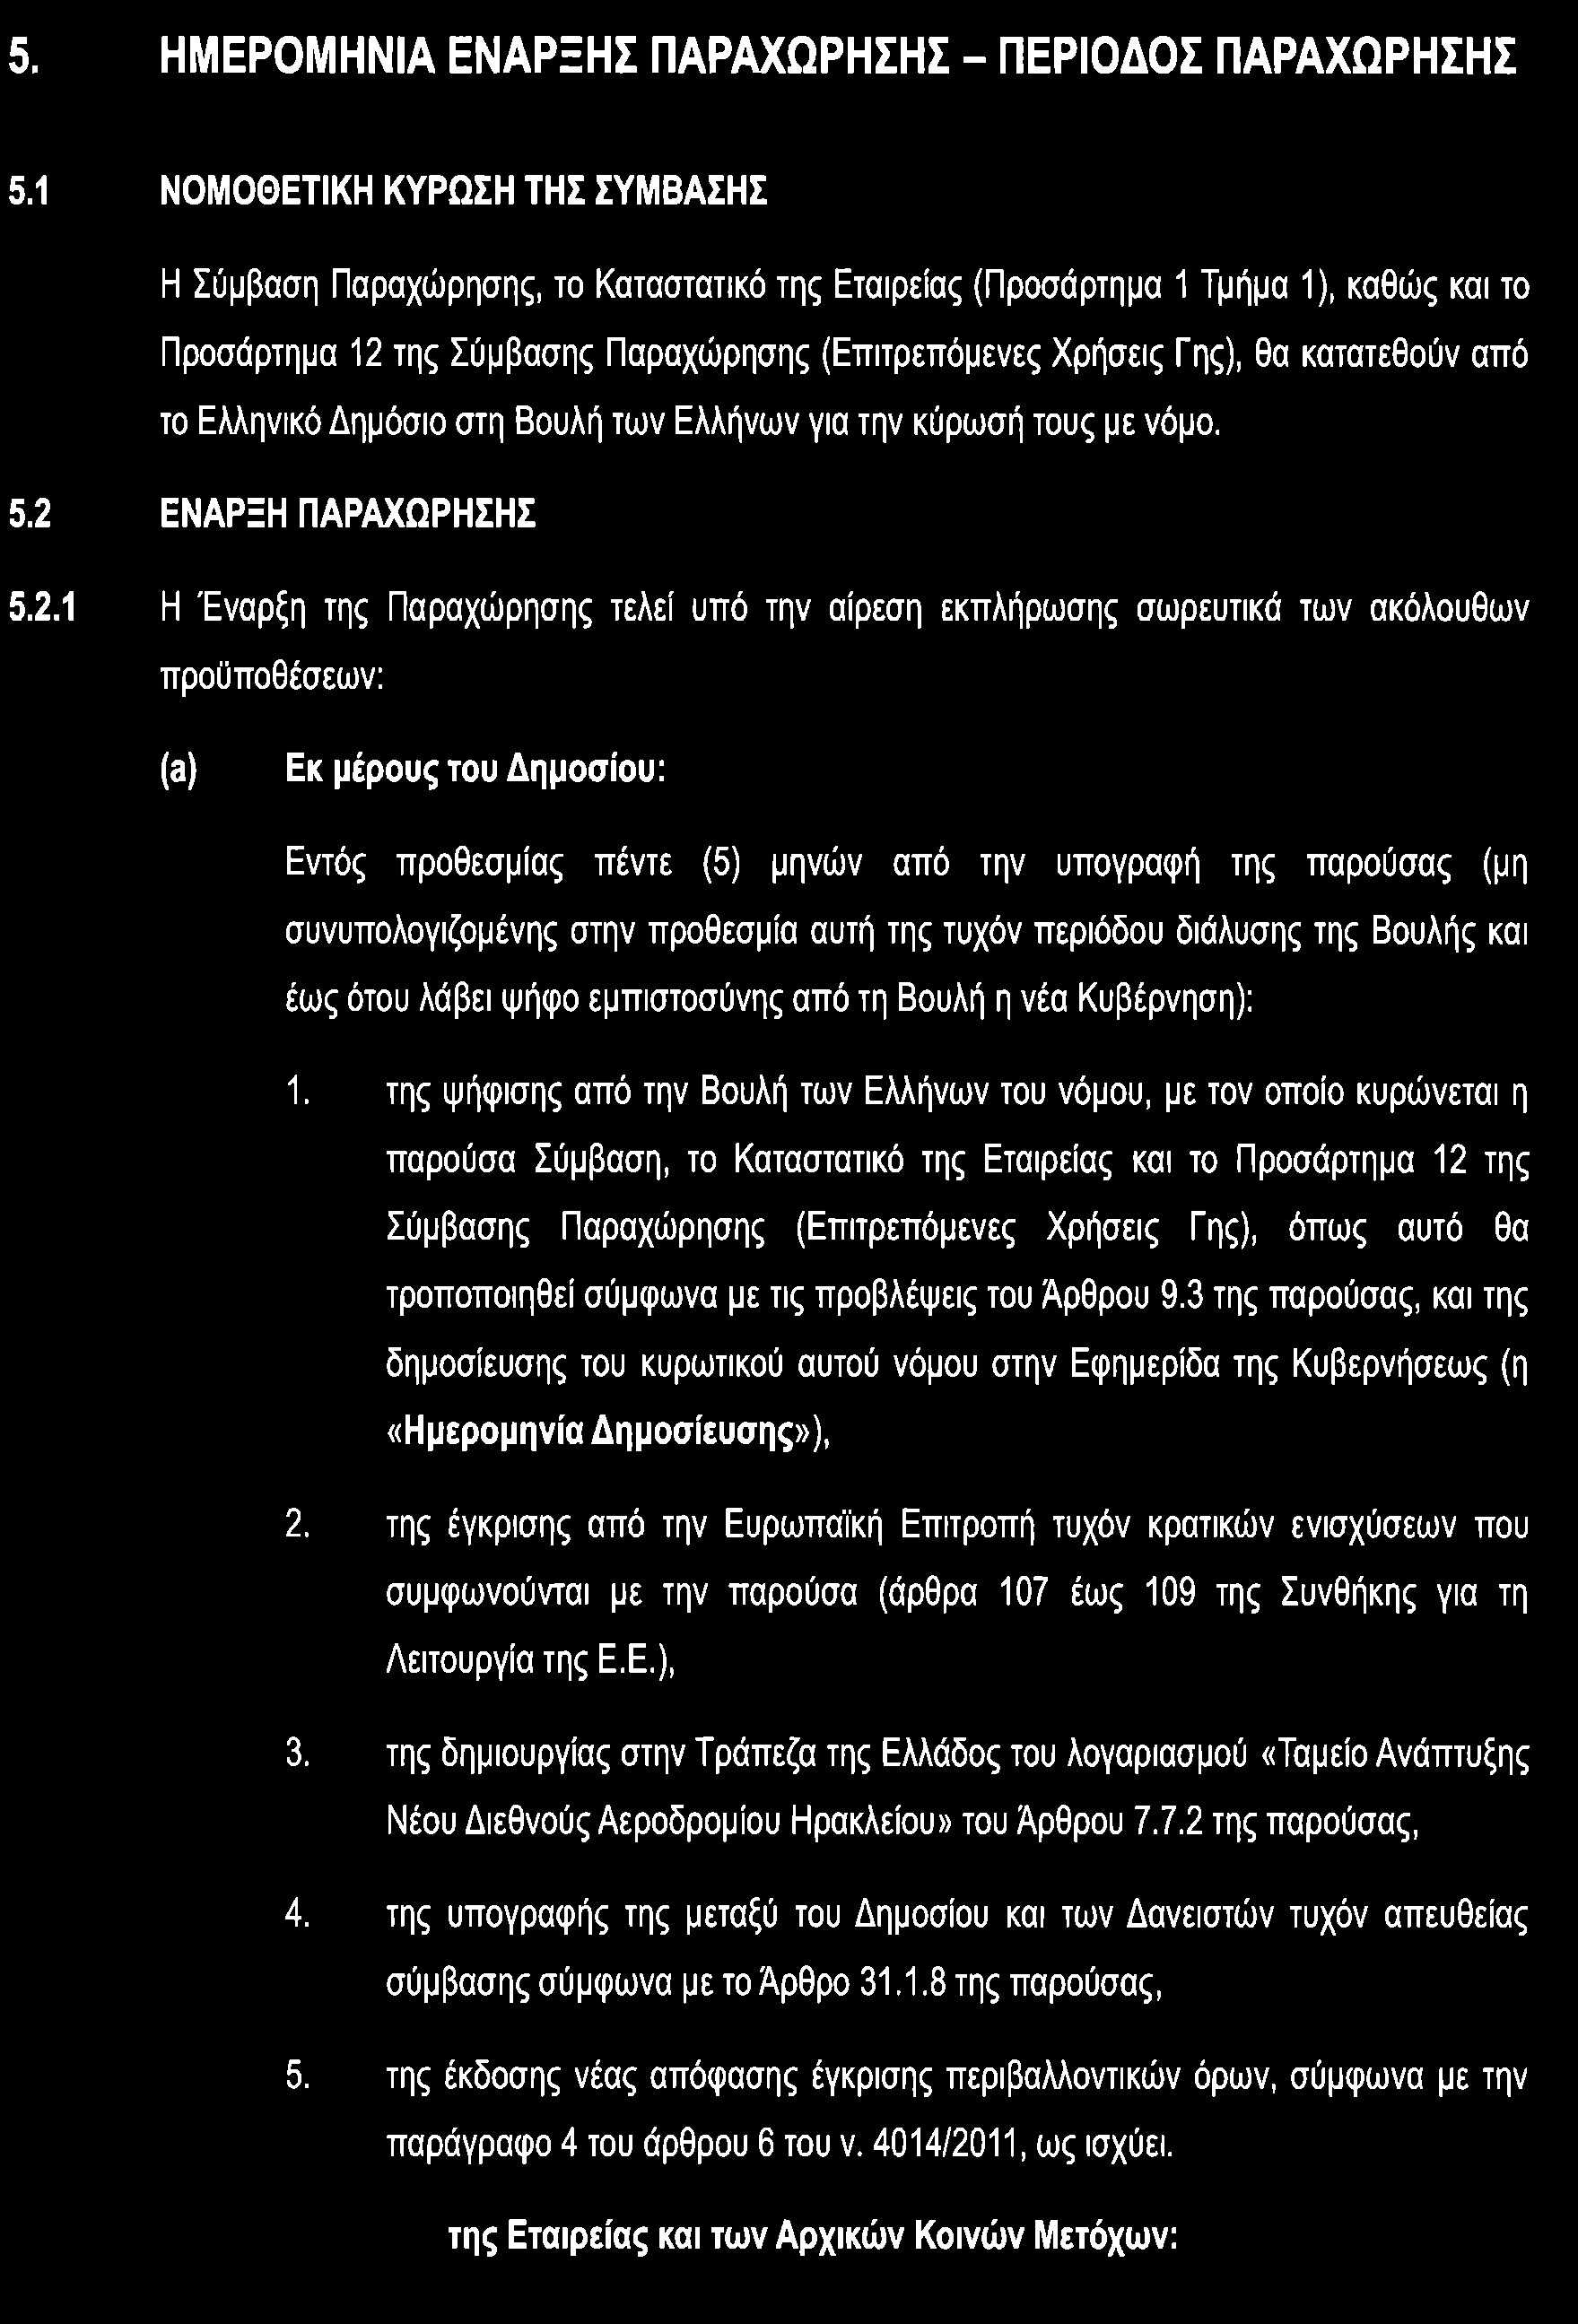 5. ΗΜΕΡΟΜΗΝΙΑ ΕΝΑΡΞΗΣ ΠΑΡΑΧΩΡΗΣΗΣ – ΠΕΡΙΟΔΟΣ ΠΑΡΑΧΩΡΗΣΗΣ
5.1 ΝΟΜΟΘΕΤΙΚΗ ΚΥΡΩΣΗ ΤΗΣ ΣΥΜΒΑΣΗΣ
Η Σύμβαση Παραχώρησης, το Καταστατικό της Εταιρείας (Προσάρτημα 1 Τμήμα 1), καθώς και το
Προσάρτημα 12 της Σύμβασης Παραχώρησης (Επιτρεπόμενες Χρήσεις Γης), θα κατατεθούν από
το Ελληνικό Δημόσιο στη Βουλή των Ελλήνων για την κύρωσή τους με νόμο.
5.2 ΕΝΑΡΞΗ ΠΑΡΑΧΩΡΗΣΗΣ
5.2.1 Η Έναρξη της Παραχώρησης τελεί υπό την αίρεση εκπλήρωσης σωρευτικά των ακόλουθων
προϋποθέσεων:
(a) Εκ μέρους του Δημοσίου:
Εντός προθεσμίας πέντε (5) μηνών από την υπογραφή της παρούσας (μη
συνυπολογιζομένης στην προθεσμία αυτή της τυχόν περιόδου διάλυσης της Βουλής και
έως ότου λάβει ψήφο εμπιστοσύνης από τη Βουλή η νέα Κυβέρνηση):
1. της ψήφισης από την Βουλή των Ελλήνων του νόμου, με τον οποίο κυρώνεται η
παρούσα Σύμβαση, το Καταστατικό της Εταιρείας και το Προσάρτημα 12 της
Σύμβασης Παραχώρησης (Επιτρεπόμενες Χρήσεις Γης), όπως αυτό θα
τροποποιηθεί σύμφωνα με τις προβλέψεις του Άρθρου 9.3 της παρούσας, και της
δημοσίευσης του κυρωτικού αυτού νόμου στην Εφημερίδα της Κυβερνήσεως (η
«Ημερομηνία Δημοσίευσης»),
2. της έγκρισης από την Ευρωπαϊκή Επιτροπή τυχόν κρατικών ενισχύσεων που
συμφωνούνται με την παρούσα (άρθρα 107 έως 109 της Συνθήκης για τη
Λειτουργία της Ε.Ε.),
3. της δημιουργίας στην Τράπεζα της Ελλάδος του λογαριασμού «Ταμείο Ανάπτυξης
Νέου Διεθνούς Αεροδρομίου Ηρακλείου» του Άρθρου 7.7.2 της παρούσας,
4. της υπογραφής της μεταξύ του Δημοσίου και των Δανειστών τυχόν απευθείας
σύμβασης σύμφωνα με το Άρθρο 31.1.8 της παρούσας,
5. της έκδοσης νέας απόφασης έγκρισης περιβαλλοντικών όρων, σύμφωνα με την
παράγραφο 4 του άρθρου 6 του ν. 4014/2011, ως ισχύει.
της Εταιρείας και των Αρχικών Κοινών Μετόχων: